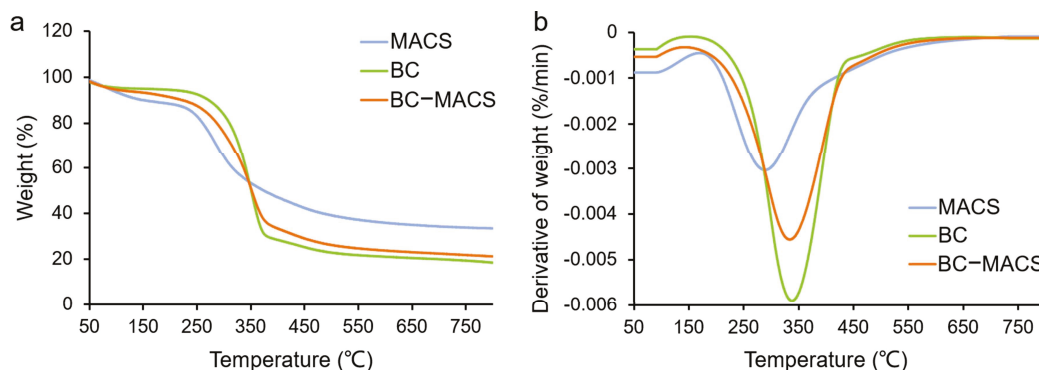 a
120
100
80
60
40
20
0
Weight (%)
50 150 250 350 450 550 650 750
Temperature (℃)
MACS
BC
BC−MACS
b
0
-0.001
-0.002
-0.003
-0.004
-0.005
-0.006
Derivative of weight (%/min)
50 150 250 350 450 550 650 750
Temperature (℃)
MACS
BC
BC−MACS